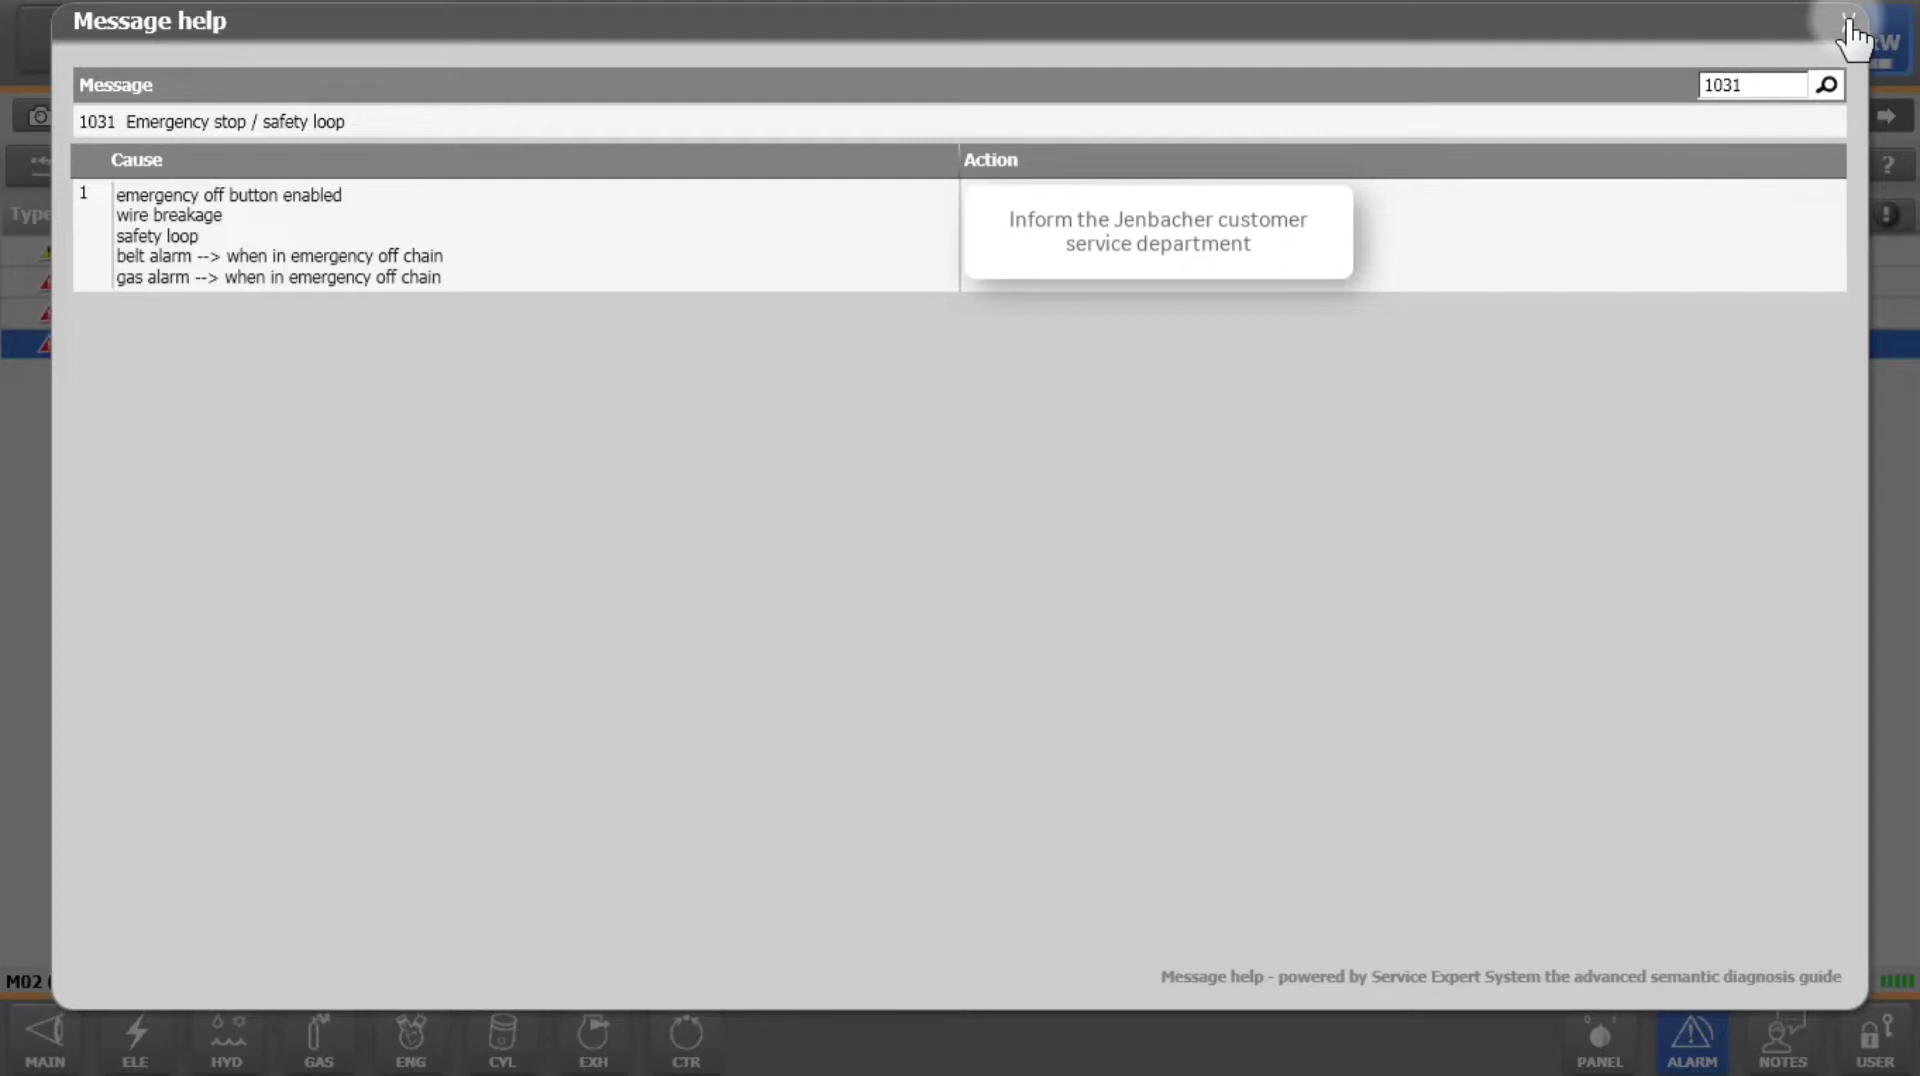 Message help
kW
Message
1031
1031 Emergency stop / safety loop
Cause
Action
1
emergency off button enabled
wire breakage
safety loop
belt alarm --> when in emergency off chain
gas alarm --> when in emergency off chain
Inform the Jenbacher customer
service department
?
Type
Message help - powered by Service Expert System the advanced semantic diagnosis guide
M02
MAIN
ELE
HYD
GAS
ENG
CYL
EXH
CTR
PANEL
ALARM
NOTES
USER